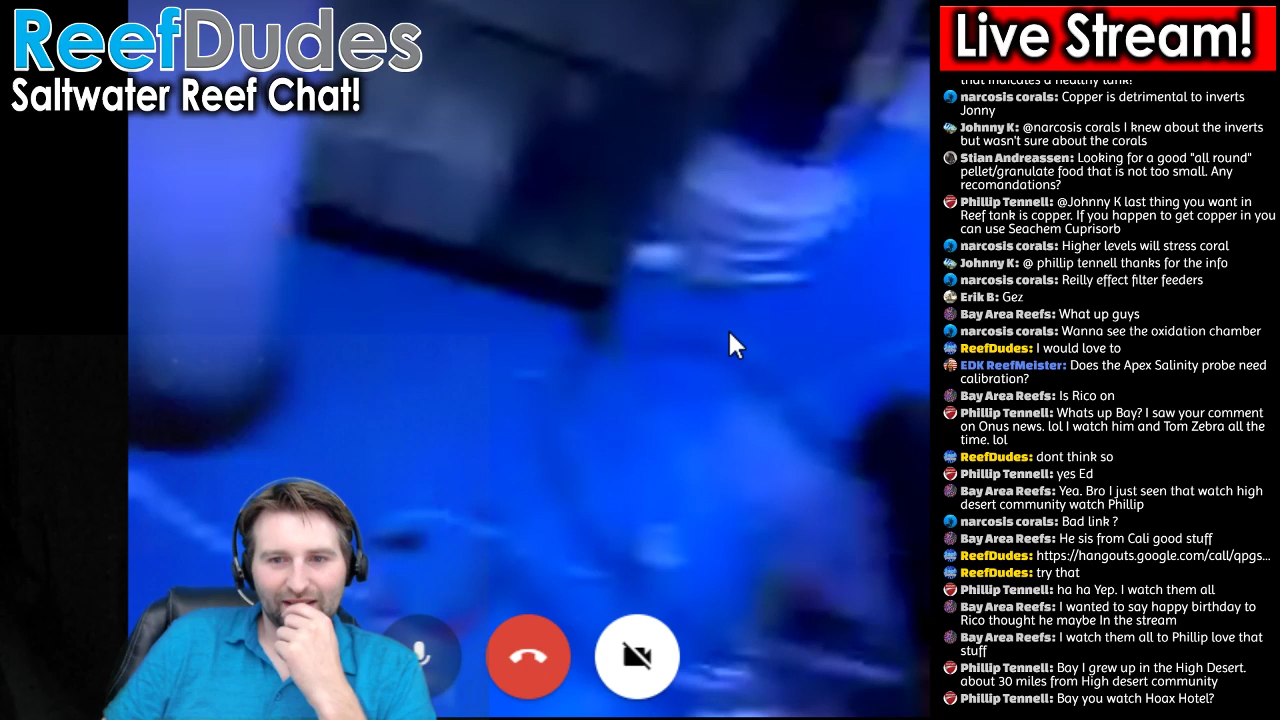 ReefDudes
Saltwater Reef Chat!
Live Stream!
that indicates a healthy tank!
narcosis corals: Copper is detrimental to inverts
Jonny
Johnny K: @narcosis corals I knew about the inverts
but wasn't sure about the corals
Stian Andreassen: Looking for a good "all round"
pellet/granulate food that is not too small. Any
recomandations?
Phillip Tennell: @Johnny K last thing you want in
Reef tank is copper. If you happen to get copper in you
can use Seachem Cuprisorb
narcosis corals: Higher levels will stress coral
Johnny K: @ phillip tennell thanks for the info
narcosis corals: Reilly effect filter feeders
Erik B: Gez
Bay Area Reefs: What up guys
narcosis corals: Wanna see the oxidation chamber
ReefDudes: I would love to
EDK ReefMeister: Does the Apex Salinity probe need
calibration?
Bay Area Reefs: Is Rico on
Phillip Tennell: Whats up Bay? I saw your comment
on Onus news. lol I watch him and Tom Zebra all the
time. lol
ReefDudes: dont think so
Phillip Tennell: yes Ed
Bay Area Reefs: Yea. Bro I just seen that watch high
desert community watch Phillip
narcosis corals: Bad link ?
Bay Area Reefs: He sis from Cali good stuff
ReefDudes: https://hangouts.google.com/call/qpgs...
ReefDudes: try that
Phillip Tennell: ha ha Yep. I watch them all
Bay Area Reefs: I wanted to say happy birthday to
Rico thought he maybe In the stream
Bay Area Reefs: I watch them all to Phillip love that
stuff
Phillip Tennell: Bay I grew up in the High Desert.
about 30 miles from High desert community
Phillip Tennell: Bay you watch Hoax Hotel?